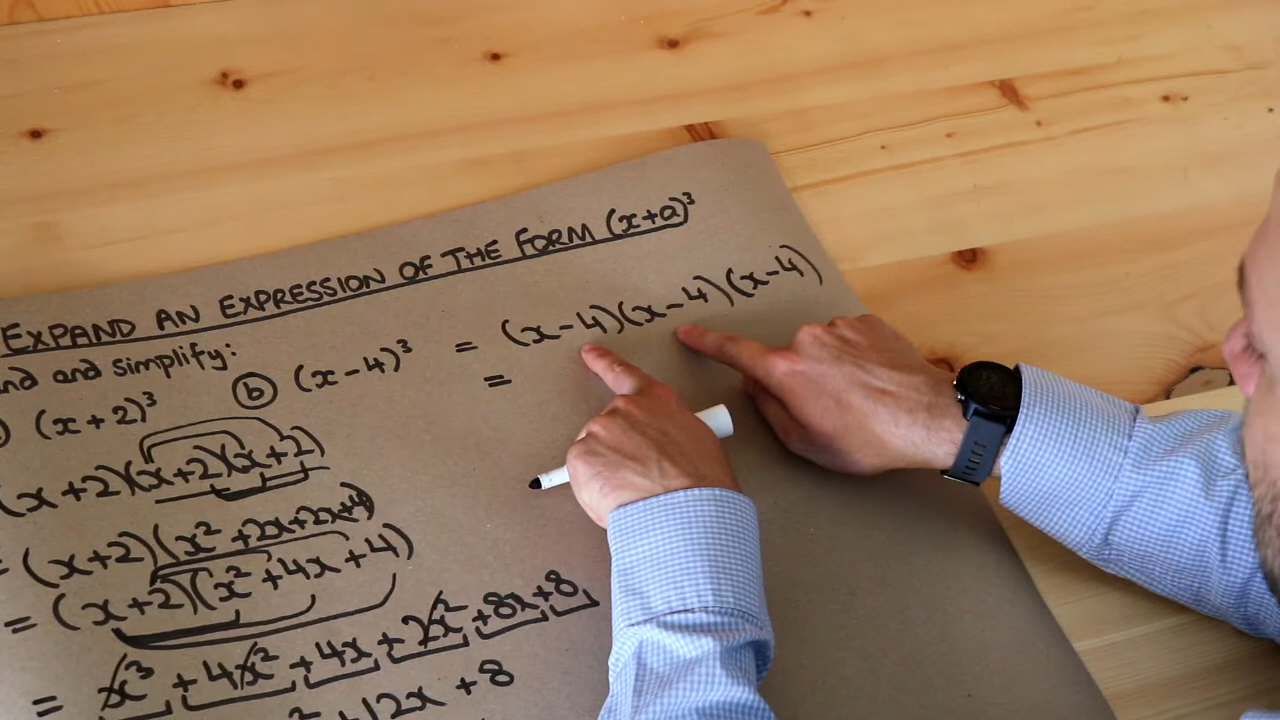 EXPAND AN EXPRESSION OF THE FORM (x+a)³
and simplify:
(x+2)³
(b) (x-4)³ = (x-4)(x-4)(x-4)
=
(x+2)(x+2)(x+2)
=(x+2)(x²+2x+2x+4)
=(x+2)(x²+4x+4)
= x³+4x²+4x+2x²+8x+8
+12x+8